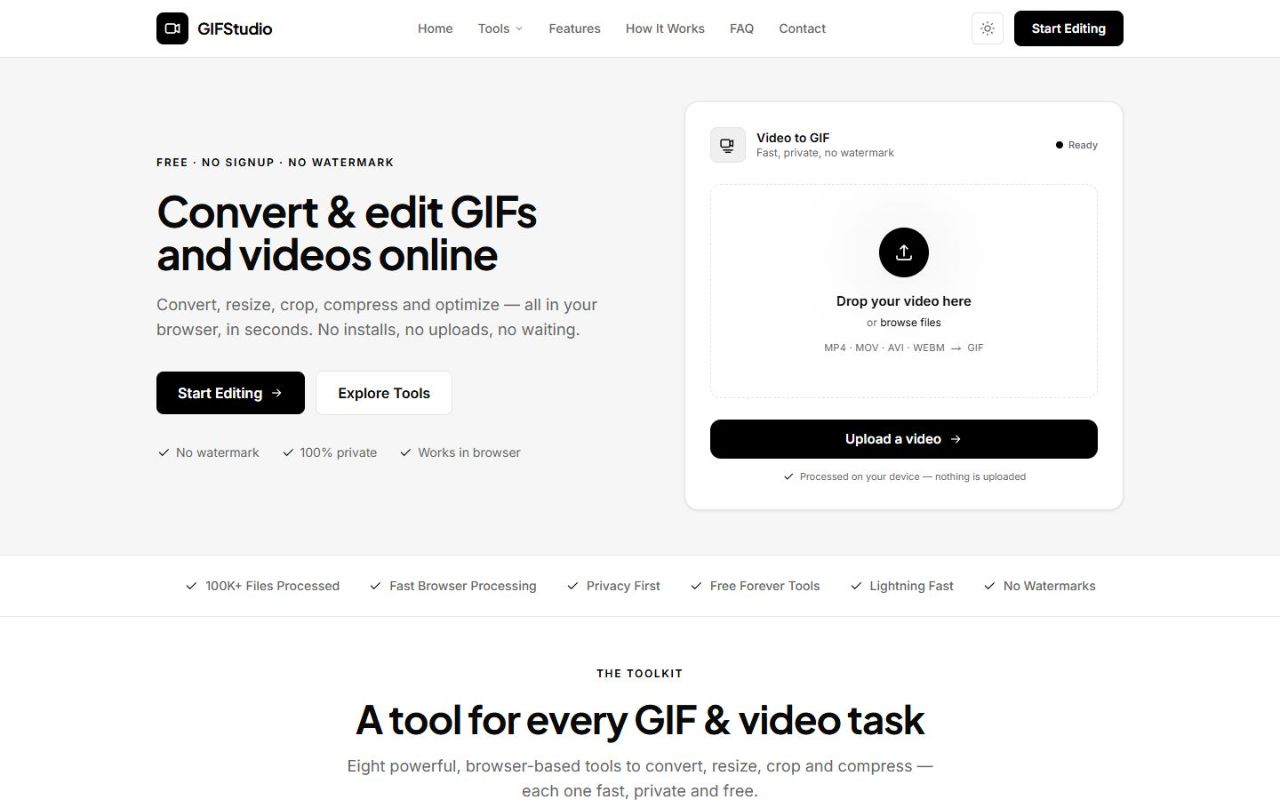 GIFStudio
Home
Tools
Features
How It Works
FAQ
Contact
Start Editing
FREE · NO SIGNUP · NO WATERMARK
Convert & edit GIFs
and videos online
Convert, resize, crop, compress and optimize — all in your
browser, in seconds. No installs, no uploads, no waiting.
Start Editing →
Explore Tools
No watermark
100% private
Works in browser
Video to GIF
Fast, private, no watermark
Ready
Drop your video here
or browse files
MP4 · MOV · AVI · WEBM → GIF
Upload a video →
Processed on your device — nothing is uploaded
100K+ Files Processed
Fast Browser Processing
Privacy First
Free Forever Tools
Lightning Fast
No Watermarks
THE TOOLKIT
A tool for every GIF & video task
Eight powerful, browser-based tools to convert, resize, crop and compress —
each one fast, private and free.